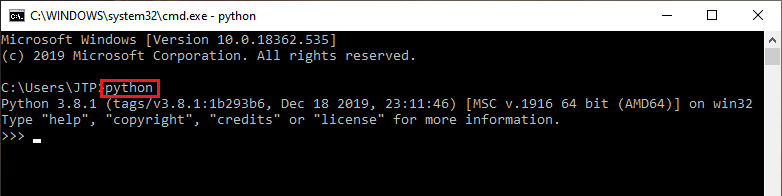 C:\WINDOWS\system32\cmd.exe - python
Microsoft Windows [Version 10.0.18362.535]
(c) 2019 Microsoft Corporation. All rights reserved.
C:\Users\JTP>python
Python 3.8.1 (tags/v3.8.1:1b293b6, Dec 18 2019, 23:11:46) [MSC v.1916 64 bit (AMD64)] on win32
Type "help", "copyright", "credits" or "license" for more information.
>>> _